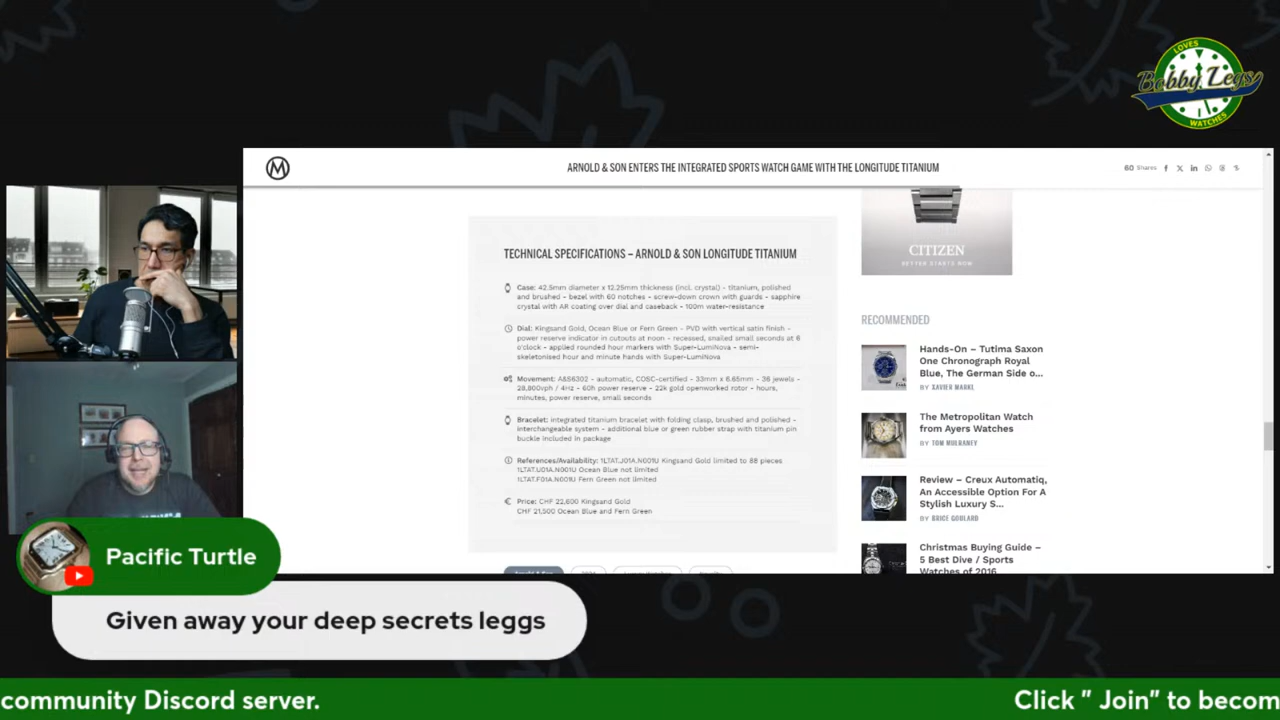 LOVES
Bobby Legs
WATCHES
M
ARNOLD & SON ENTERS THE INTEGRATED SPORTS WATCH GAME WITH THE LONGITUDE TITANIUM
60 Shares
CITIZEN
BETTER STARTS NOW
TECHNICAL SPECIFICATIONS – ARNOLD & SON LONGITUDE TITANIUM
Case: 42.5mm diameter x 12.25mm thickness (incl. crystal) - titanium, polished
and brushed - bezel with 60 notches - screw-down crown with guards - sapphire
crystal with AR coating over dial and caseback - 100m water-resistance
Dial: Kingsand Gold, Ocean Blue or Fern Green - PVD with vertical satin finish -
power reserve indicator in cutouts at noon - recessed, snailed small seconds at 6
o'clock - applied rounded hour markers with Super-LumiNova - semi-
skeletonised hour and minute hands with Super-LumiNova
Movement: A&S6302 - automatic, COSC-certified - 33mm x 6.65mm - 36 jewels -
28,800vph / 4Hz - 60h power reserve - 22k gold openworked rotor - hours,
minutes, power reserve, small seconds
Bracelet: integrated titanium bracelet with folding clasp, brushed and polished -
interchangeable system - additional blue or green rubber strap with titanium pin
buckle included in package
References/Availability: 1LTAT.J01A.N001U Kingsand Gold limited to 88 pieces
1LTAT.U01A.N001U Ocean Blue not limited
1LTAT.F01A.N001U Fern Green not limited
Price: CHF 22,600 Kingsand Gold
CHF 21,500 Ocean Blue and Fern Green
RECOMMENDED
Hands-On – Tutima Saxon
One Chronograph Royal
Blue, The German Side o...
BY XAVIER MARKL
The Metropolitan Watch
from Ayers Watches
BY TOM MULRANEY
Review – Creux Automatiq,
An Accessible Option For A
Stylish Luxury S...
BY BRICE GOULARD
Christmas Buying Guide –
5 Best Dive / Sports
Watches of 2016
Pacific Turtle
Given away your deep secrets leggs
community Discord server.
Click " Join" to becom